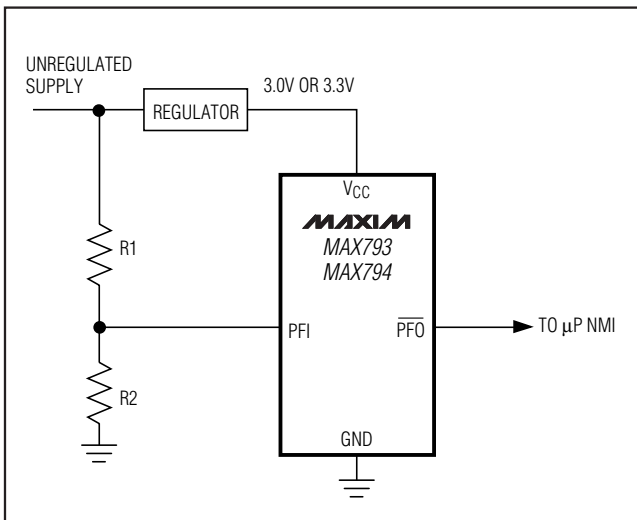 UNREGULATED
SUPPLY
REGULATOR
3.0V OR 3.3V
VCC
MAXIM
MAX793
MAX794
R1
PFI
PFO
TO µP NMI
R2
GND